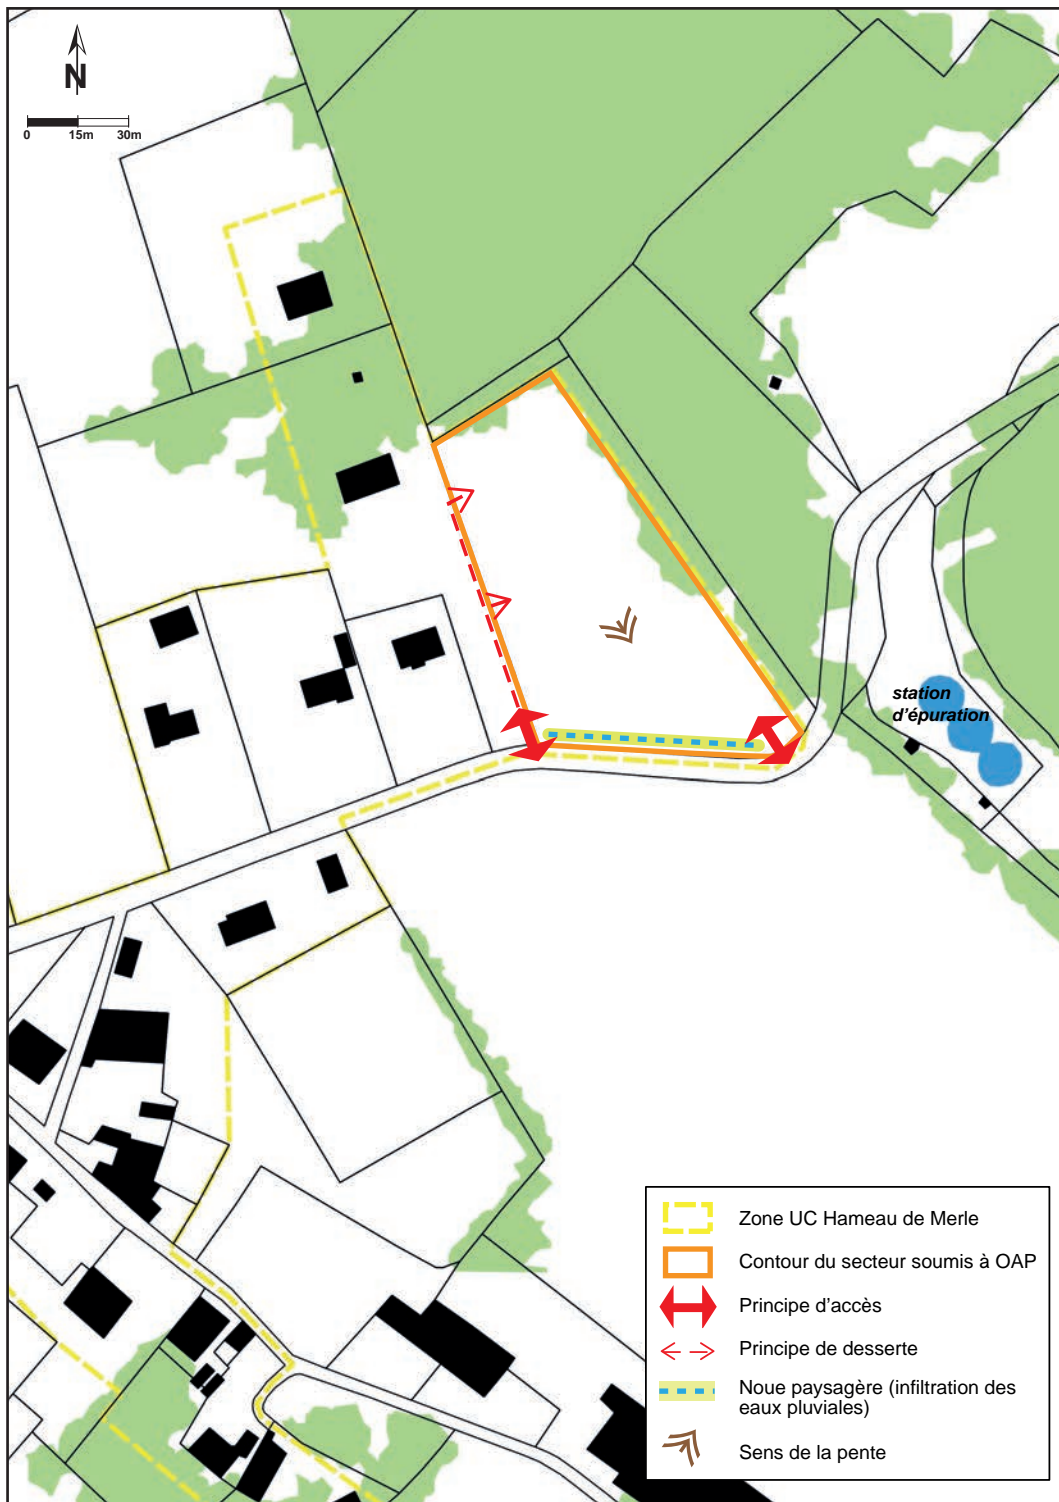 N
0 15m 30m
station
d'épuration
Zone UC Hameau de Merle
Contour du secteur soumis à OAP
Principe d'accès
Principe de desserte
Noue paysagère (infiltration des
eaux pluviales)
Sens de la pente